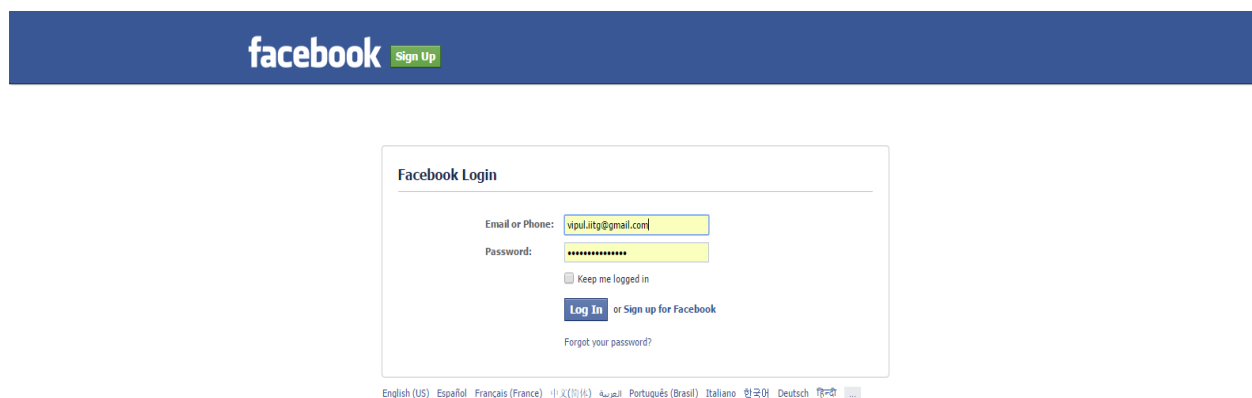 facebook Sign Up
Facebook Login
Email or Phone: vipul.iitg@gmail.com
Password: •••••••••••••••
Keep me logged in
Log In or Sign up for Facebook
Forgot your password?
English (US) Español Français (France) 中文(简体) العربية Português (Brasil) Italiano 한국어 Deutsch हिन्दी ...